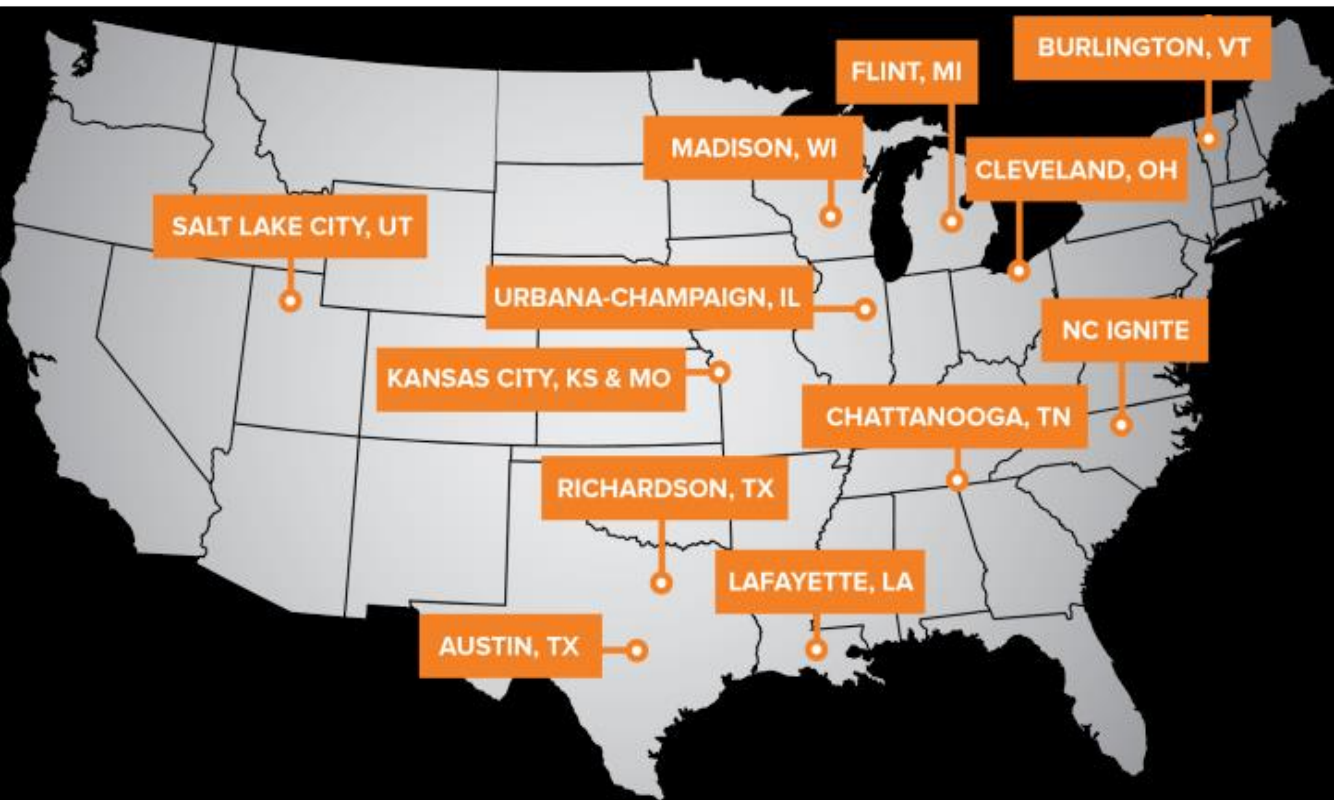 BURLINGTON, VT
FLINT, MI
MADISON, WI
CLEVELAND, OH
SALT LAKE CITY, UT
URBANA-CHAMPAIGN, IL
NC IGNITE
KANSAS CITY, KS & MO
CHATTANOOGA, TN
RICHARDSON, TX
LAFAYETTE, LA
AUSTIN, TX